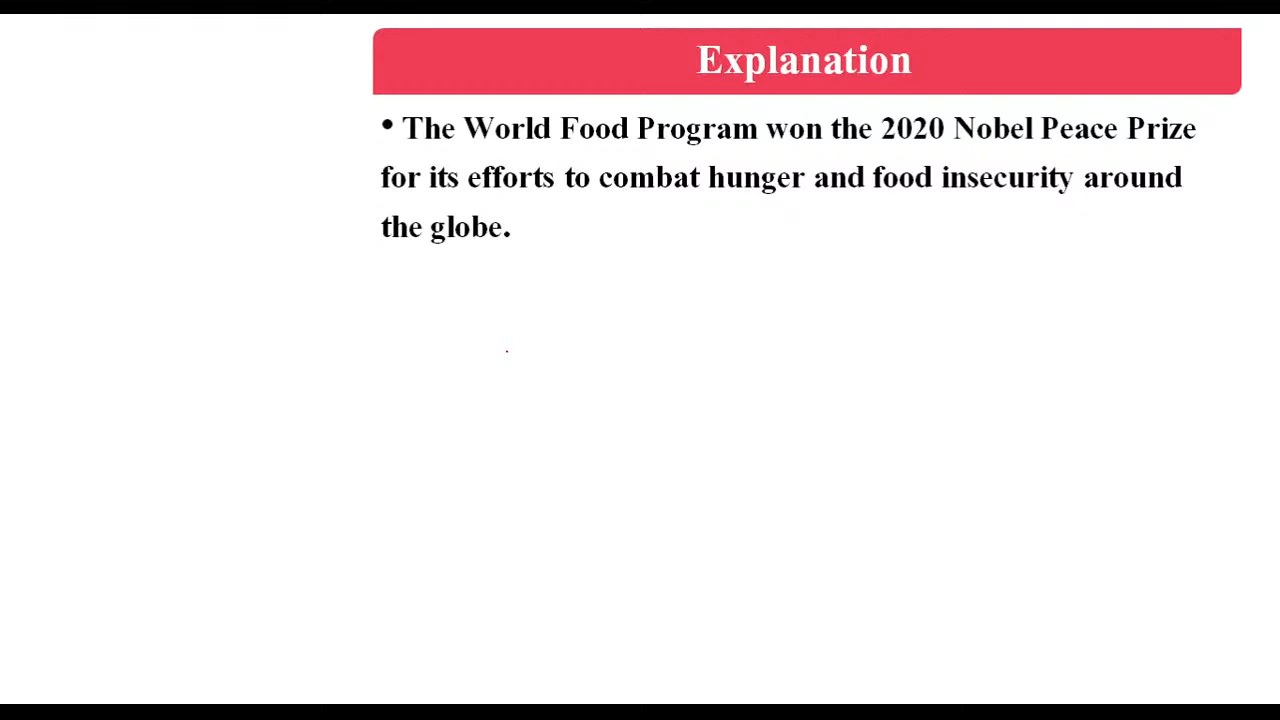 Explanation
• The World Food Program won the 2020 Nobel Peace Prize
for its efforts to combat hunger and food insecurity around
the globe.